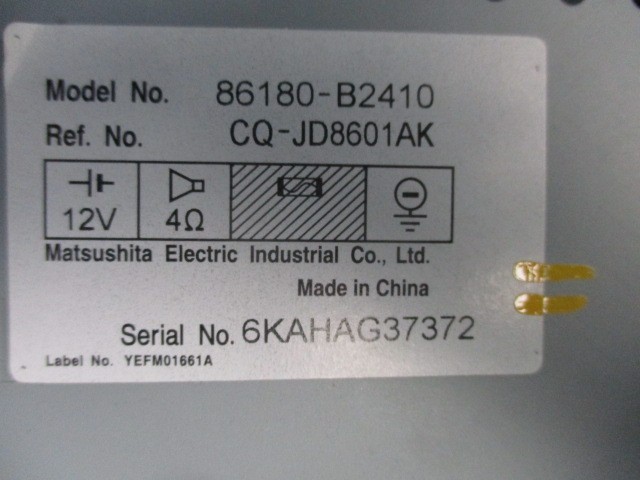 Model No. 86180-B2410
Ref. No. CQ-JD8601AK
12V 4Ω
Matsushita Electric Industrial Co., Ltd.
Made in China
Serial No. 6KAHAG37372
Label No. YEFM01661A